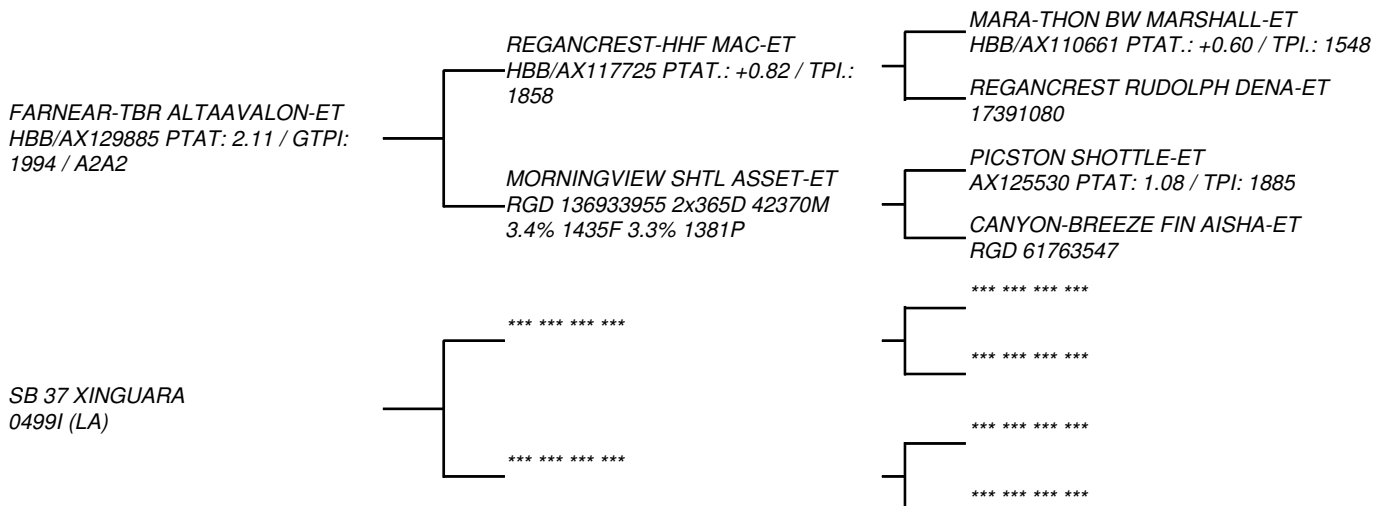 MARA-THON BW MARSHALL-ET
HBB/AX110661 PTAT.: +0.60 / TPI.: 1548
REGANCREST-HHF MAC-ET
HBB/AX117725 PTAT.: +0.82 / TPI.:
1858
REGANCREST RUDOLPH DENA-ET
17391080
FARNEAR-TBR ALTAAVALON-ET
HBB/AX129885 PTAT: 2.11 / GTPI:
1994 / A2A2
PICSTON SHOTTLE-ET
AX125530 PTAT: 1.08 / TPI: 1885
MORNINGVIEW SHTL ASSET-ET
RGD 136933955 2x365D 42370M
3.4% 1435F 3.3% 1381P
CANYON-BREEZE FIN AISHA-ET
RGD 61763547
*** *** *** ***
*** *** *** ***
*** *** *** ***
SB 37 XINGUARA
0499I (LA)
*** *** *** ***
*** *** *** ***
*** *** *** ***